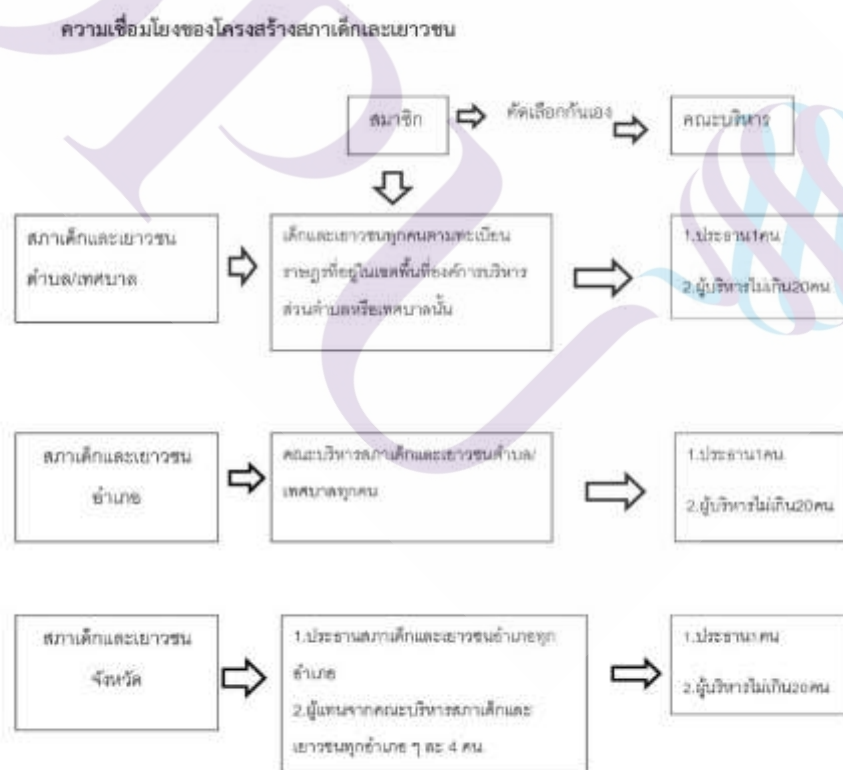 ความเชื่อมโยงของโครงสร้างสภาเด็กและเยาวชน
สมาชิก
คัดเลือกกันเอง
คณะบริหาร
สภาเด็กและเยาวชน
ตำบล/เทศบาล
เด็กและเยาวชนทุกคนตามทะเบียน
ราษฎรที่อยู่ในเขตพื้นที่องค์การบริหาร
ส่วนตำบลหรือเทศบาลนั้น
1.ประธาน1คน
2.ผู้บริหารไม่เกิน20คน
สภาเด็กและเยาวชน
อำเภอ
คณะบริหารสภาเด็กและเยาวชนตำบล/
เทศบาลทุกคน
1.ประธาน1คน
2.ผู้บริหารไม่เกิน20คน
สภาเด็กและเยาวชน
จังหวัด
1.ประธานสภาเด็กและเยาวชนอำเภอทุก
อำเภอ
2.ผู้แทนจากคณะบริหารสภาเด็กและ
เยาวชนทุกอำเภอ ๆ ละ 4 คน
1.ประธาน1คน
2.ผู้บริหารไม่เกิน20คน